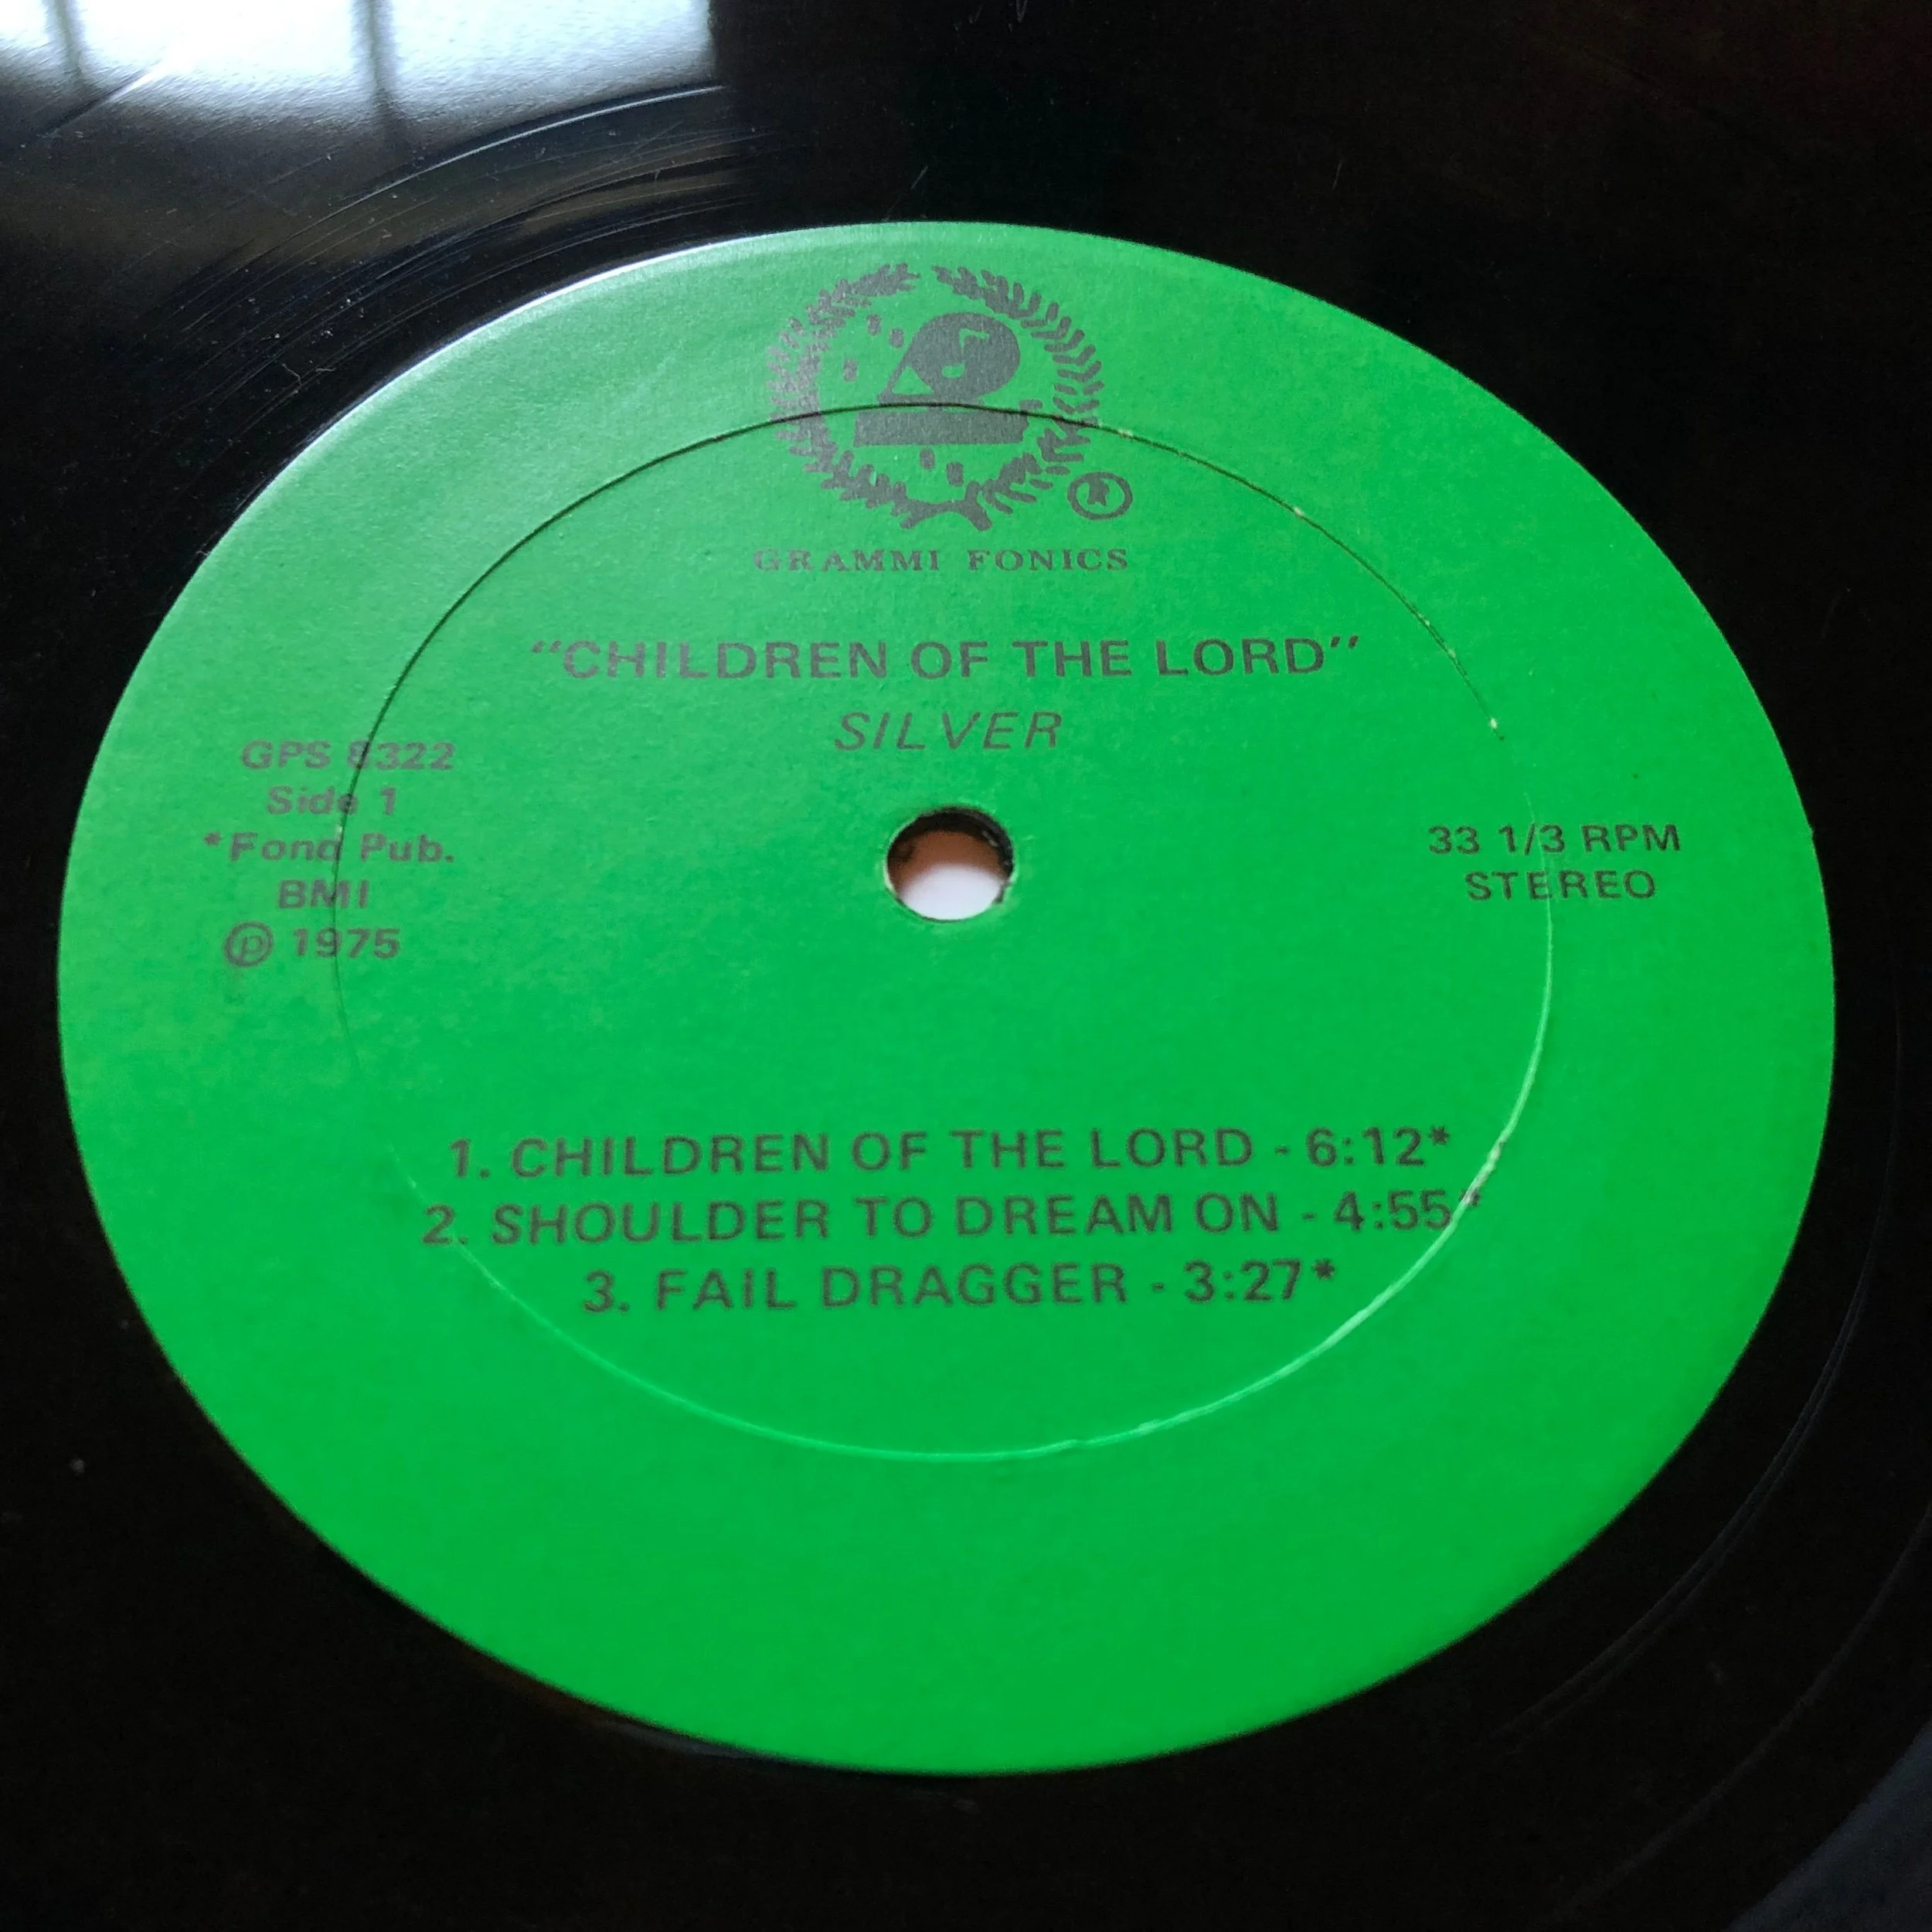 GRAMMI FONICS
"CHILDREN OF THE LORD"
SILVER
GPS 8322
Side 1
*Fono Pub.
BMI
℗ 1975
33 1/3 RPM
STEREO
1. CHILDREN OF THE LORD - 6:12*
2. SHOULDER TO DREAM ON - 4:55*
3. FAIL DRAGGER - 3:27*